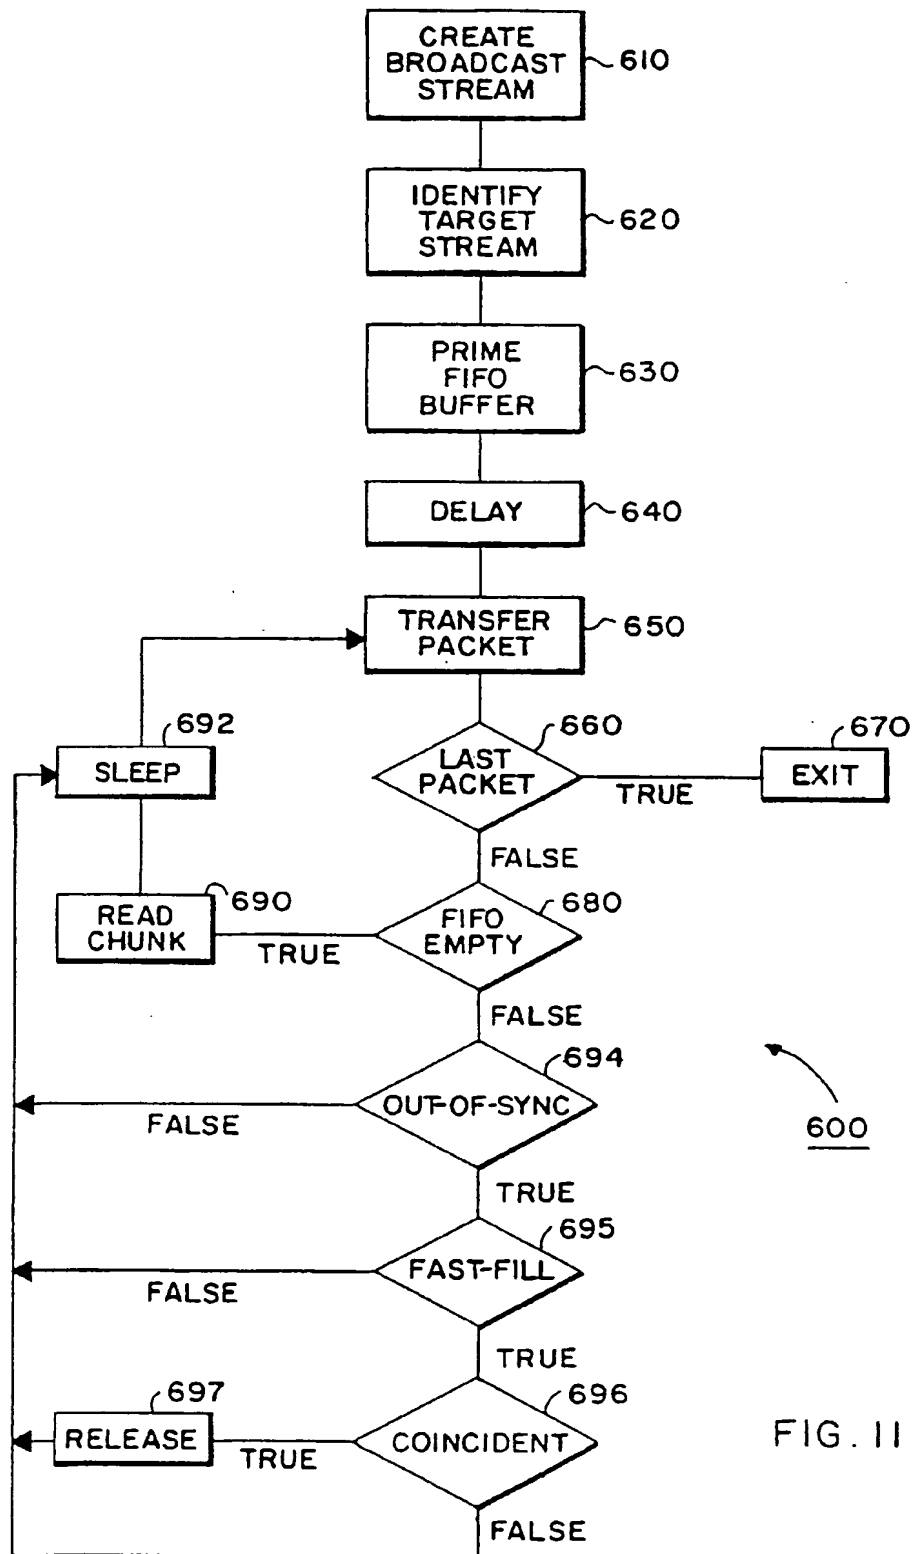 CREATE
BROADCAST
STREAM
610
IDENTIFY
TARGET
STREAM
620
PRIME
FIFO
BUFFER
630
DELAY
640
TRANSFER
PACKET
650
692
SLEEP
660
LAST
PACKET
TRUE
670
EXIT
FALSE
690
READ
CHUNK
TRUE
680
FIFO
EMPTY
FALSE
694
OUT-OF-SYNC
FALSE
600
TRUE
695
FAST-FILL
FALSE
TRUE
697
RELEASE
TRUE
696
COINCIDENT
FALSE
FIG. 11